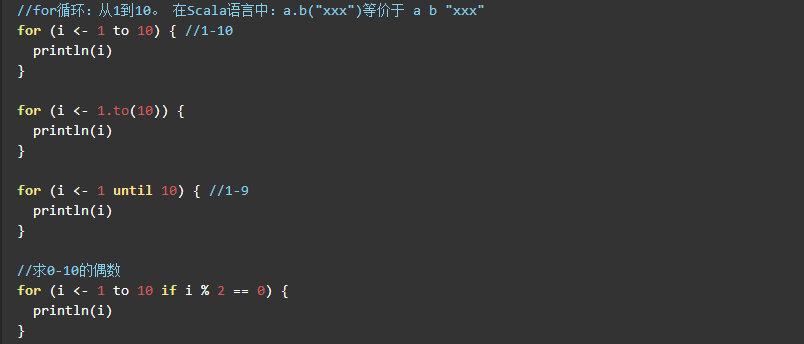 //for循环：从1到10。 在Scala语言中：a.b("xxx")等价于 a b "xxx"
for (i <- 1 to 10) { //1-10
  println(i)
}

for (i <- 1.to(10)) {
  println(i)
}

for (i <- 1 until 10) { //1-9
  println(i)
}

//求0-10的偶数
for (i <- 1 to 10 if i % 2 == 0) {
  println(i)
}